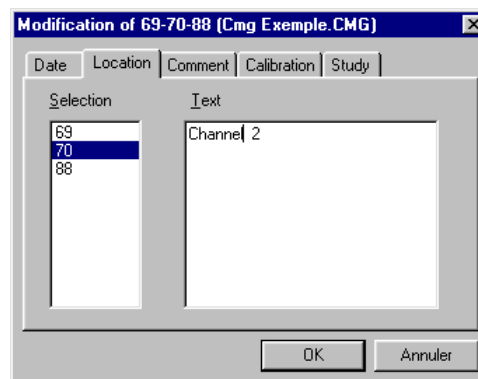 Modification of 69-70-88 (Cmg Exemple.CMG)
Date Location Comment Calibration Study
Selection Text
69 Channel 2
70
88
OK Annuler